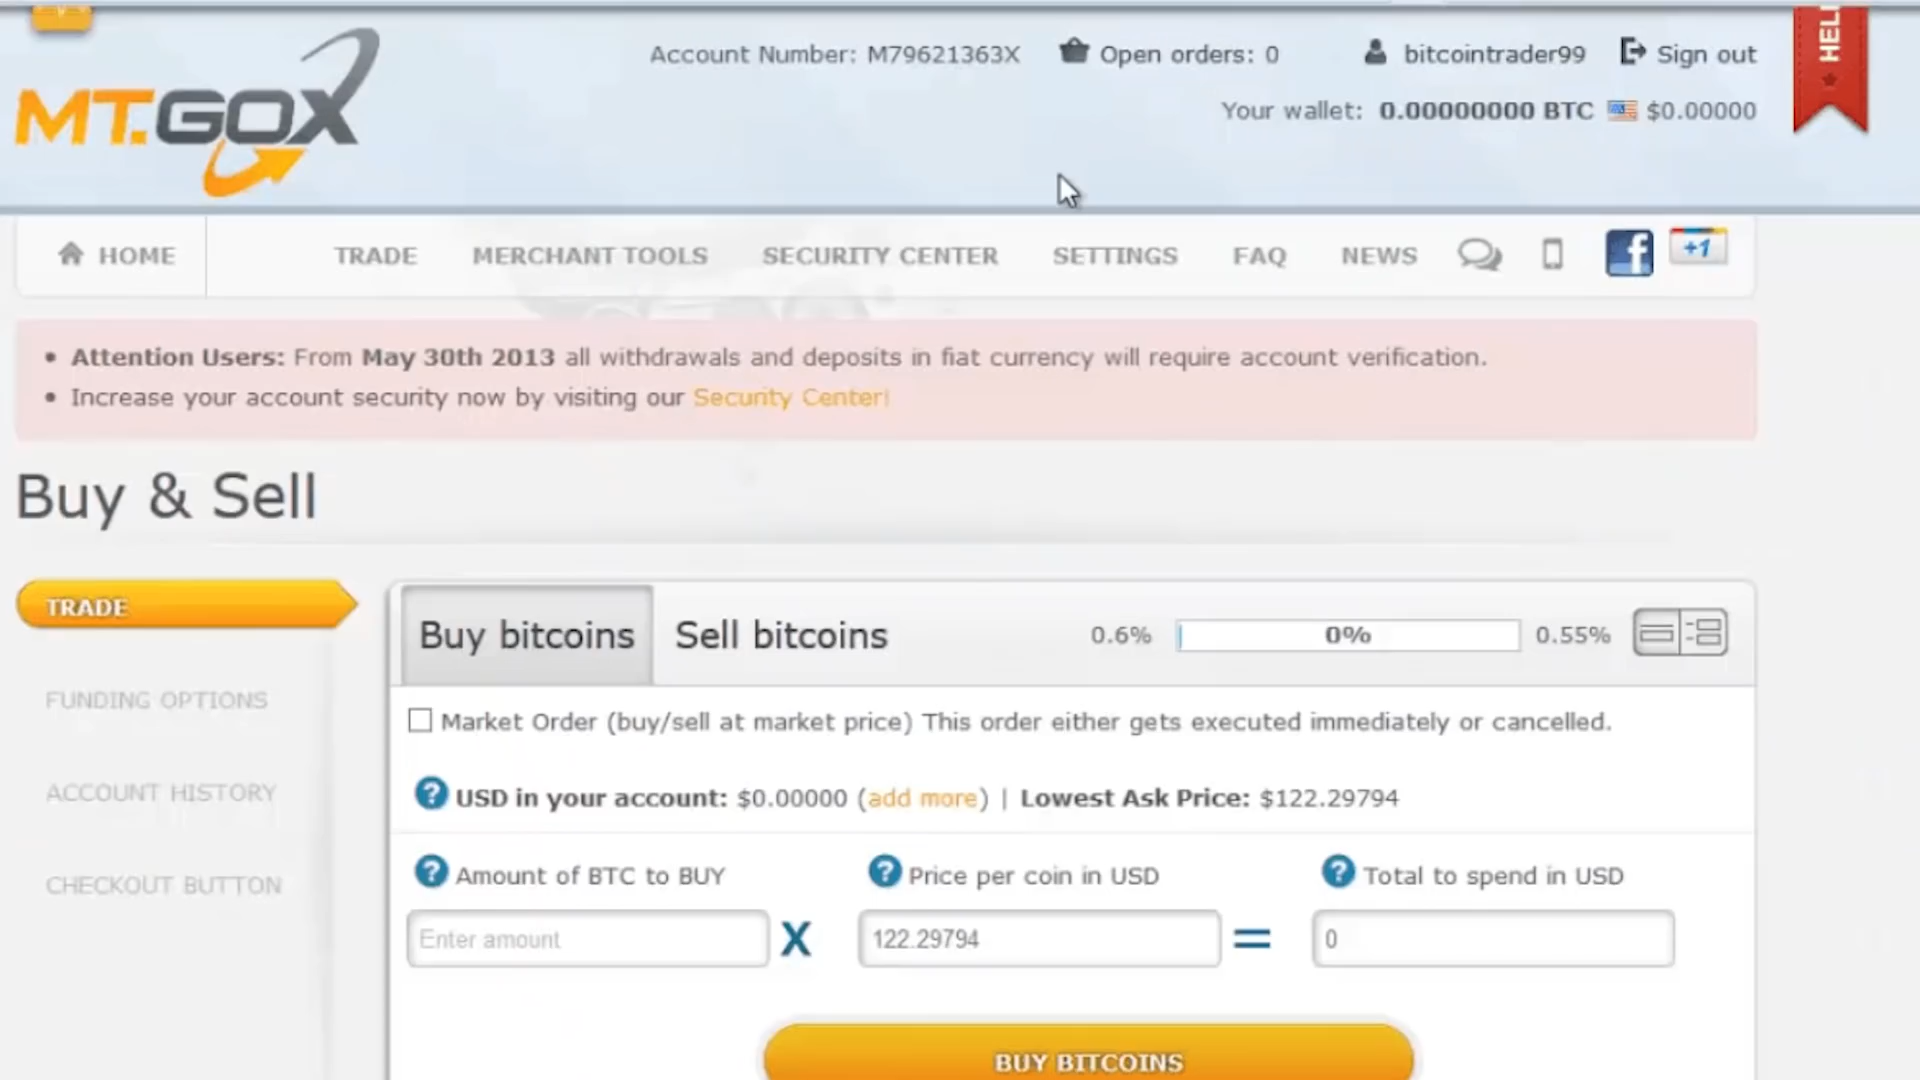 Account Number: M79621363X Open orders: 0 bitcointrader99 Sign out
HEL
MT.GOX
Your wallet: 0.00000000 BTC $0.00000
HOME TRADE MERCHANT TOOLS SECURITY CENTER SETTINGS FAQ NEWS f +1
• Attention Users: From May 30th 2013 all withdrawals and deposits in fiat currency will require account verification.
• Increase your account security now by visiting our Security Center!
Buy & Sell
TRADE
FUNDING OPTIONS
ACCOUNT HISTORY
CHECKOUT BUTTON
Buy bitcoins Sell bitcoins 0.6% 0% 0.55%
Market Order (buy/sell at market price) This order either gets executed immediately or cancelled.
? USD in your account: $0.00000 (add more) | Lowest Ask Price: $122.29794
? Amount of BTC to BUY ? Price per coin in USD ? Total to spend in USD
Enter amount X 122.29794 = 0
BUY BITCOINS